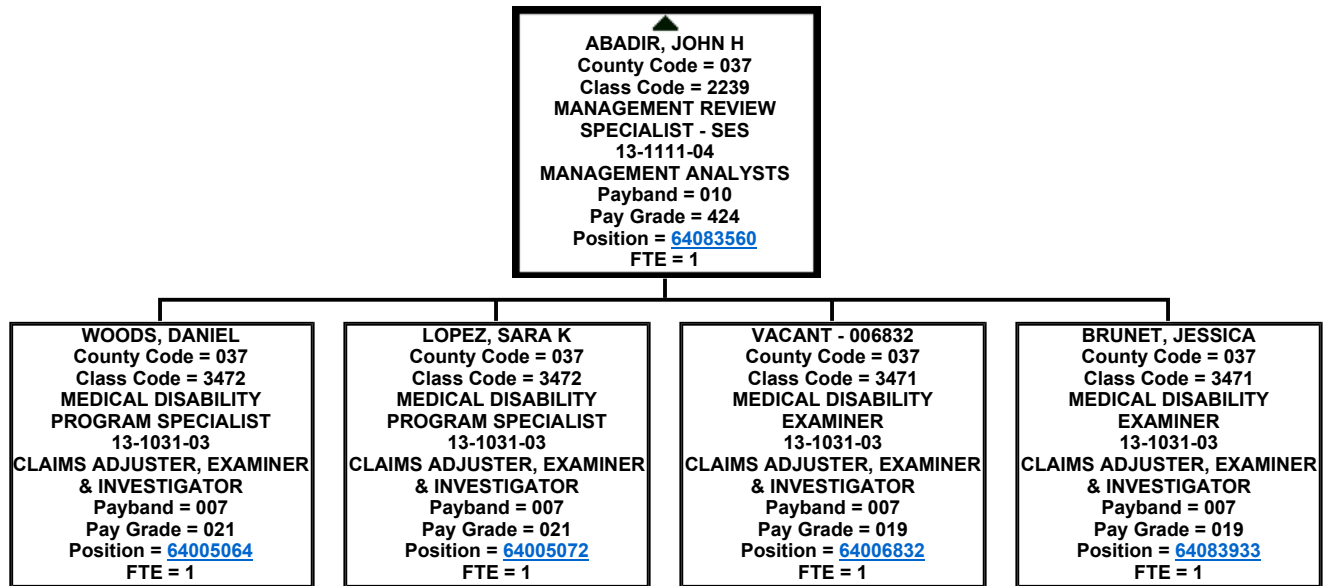 ABADIR, JOHN H
County Code = 037
Class Code = 2239
MANAGEMENT REVIEW
SPECIALIST - SES
13-1111-04
MANAGEMENT ANALYSTS
Payband = 010
Pay Grade = 424
Position = 64083560
FTE = 1
WOODS, DANIEL
County Code = 037
Class Code = 3472
MEDICAL DISABILITY
PROGRAM SPECIALIST
13-1031-03
CLAIMS ADJUSTER, EXAMINER
& INVESTIGATOR
Payband = 007
Pay Grade = 021
Position = 64005064
FTE = 1
LOPEZ, SARA K
County Code = 037
Class Code = 3472
MEDICAL DISABILITY
PROGRAM SPECIALIST
13-1031-03
CLAIMS ADJUSTER, EXAMINER
& INVESTIGATOR
Payband = 007
Pay Grade = 021
Position = 64005072
FTE = 1
VACANT - 006832
County Code = 037
Class Code = 3471
MEDICAL DISABILITY
EXAMINER
13-1031-03
CLAIMS ADJUSTER, EXAMINER
& INVESTIGATOR
Payband = 007
Pay Grade = 019
Position = 64006832
FTE = 1
BRUNET, JESSICA
County Code = 037
Class Code = 3471
MEDICAL DISABILITY
EXAMINER
13-1031-03
CLAIMS ADJUSTER, EXAMINER
& INVESTIGATOR
Payband = 007
Pay Grade = 019
Position = 64083933
FTE = 1